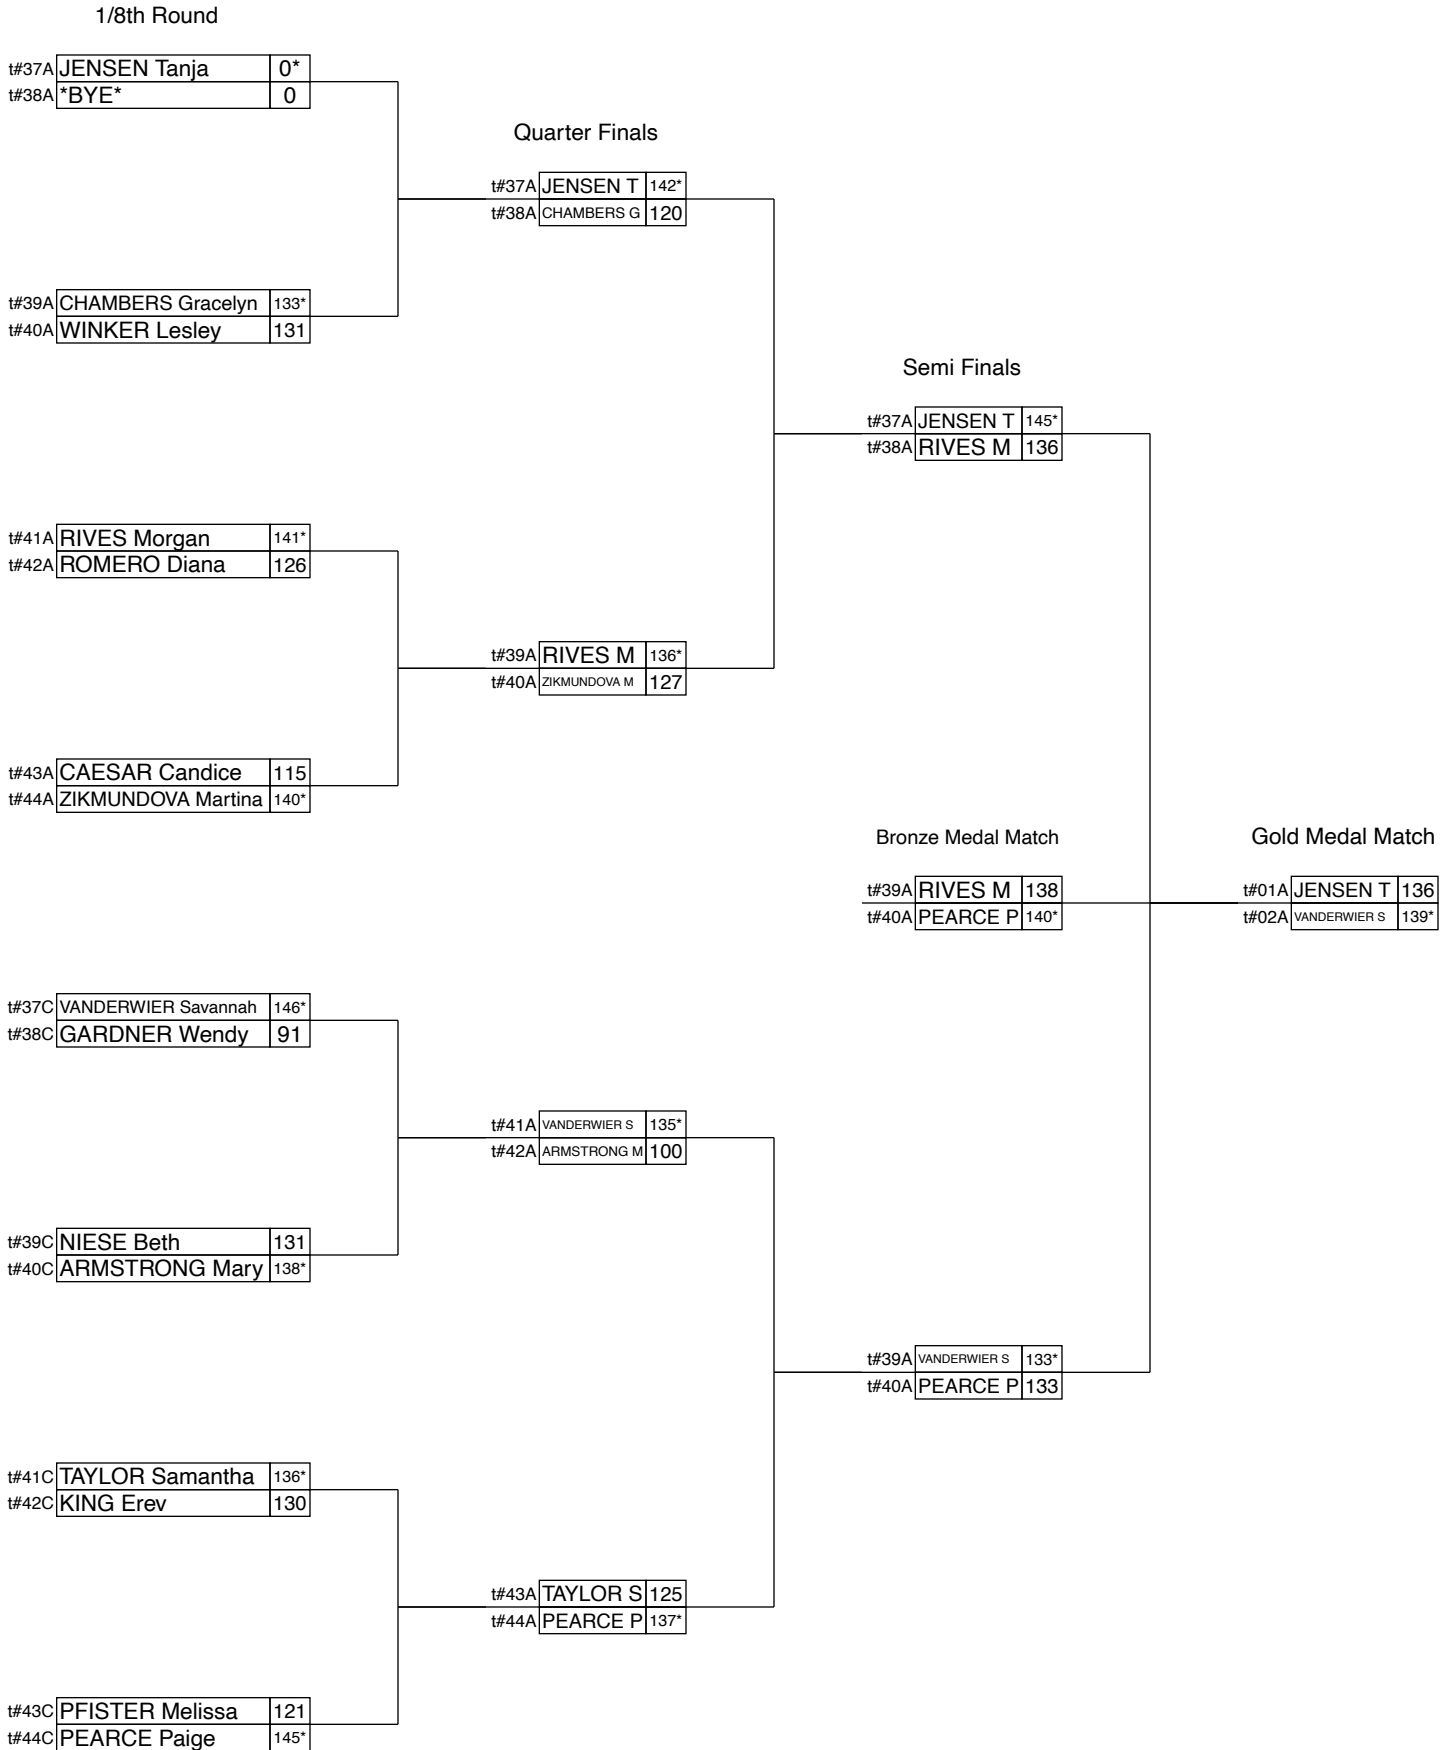 1/8th Round
t#37A JENSEN Tanja 0*
t#38A *BYE* 0
Quarter Finals
t#37A JENSEN T 142*
t#38A CHAMBERS G 120
t#39A CHAMBERS Gracelyn 133*
t#40A WINKER Lesley 131
Semi Finals
t#37A JENSEN T 145*
t#38A RIVES M 136
t#41A RIVES Morgan 141*
t#42A ROMERO Diana 126
t#39A RIVES M 136*
t#40A ZIKMUNDOVA M 127
t#43A CAESAR Candice 115
t#44A ZIKMUNDOVA Martina 140*
Bronze Medal Match
Gold Medal Match
t#39A RIVES M 138
t#40A PEARCE P 140*
t#01A JENSEN T 136
t#02A VANDERWIER S 139*
t#37C VANDERWIER Savannah 146*
t#38C GARDNER Wendy 91
t#41A VANDERWIER S 135*
t#42A ARMSTRONG M 100
t#39C NIESE Beth 131
t#40C ARMSTRONG Mary 138*
t#39A VANDERWIER S 133*
t#40A PEARCE P 133
t#41C TAYLOR Samantha 136*
t#42C KING Erev 130
t#43A TAYLOR S 125
t#44A PEARCE P 137*
t#43C PFISTER Melissa 121
t#44C PEARCE Paige 145*